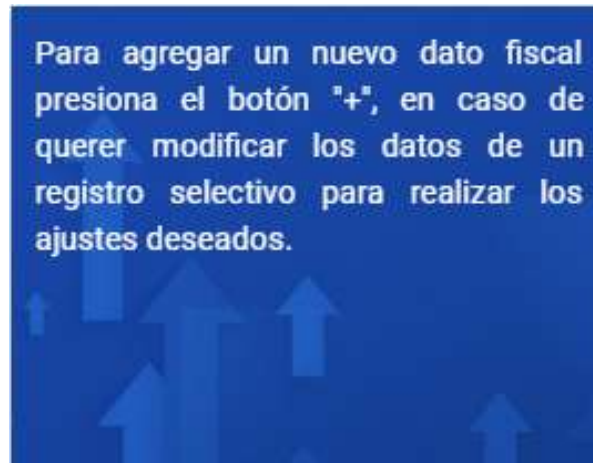 Para agregar un nuevo dato fiscal
presiona el botón "+", en caso de
querer modificar los datos de un
registro selectivo para realizar los
ajustes deseados.